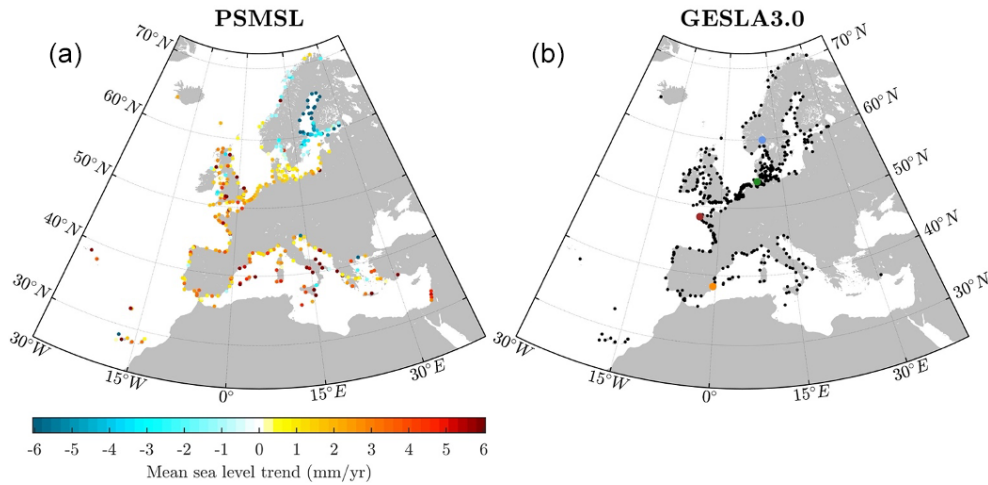 PSMSL
GESLA3.0
(a)
(b)
70°N
60°N
50°N
40°N
30°N
30°W
15°W
0°
15°E
30°E
70°N
60°N
50°N
40°N
30°N
30°W
15°W
0°
15°E
30°E
-6 -5 -4 -3 -2 -1 0 1 2 3 4 5 6
Mean sea level trend (mm/yr)